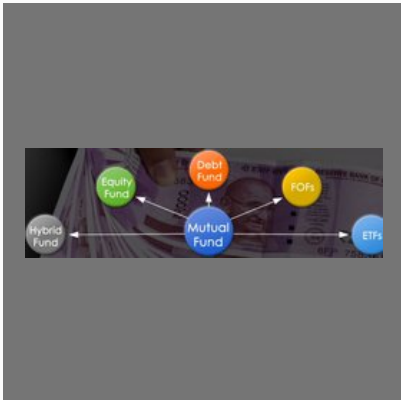 Debt
Fund
Equity
Fund
FOFs
Mutual
Fund
Hybrid
Fund
ETFs